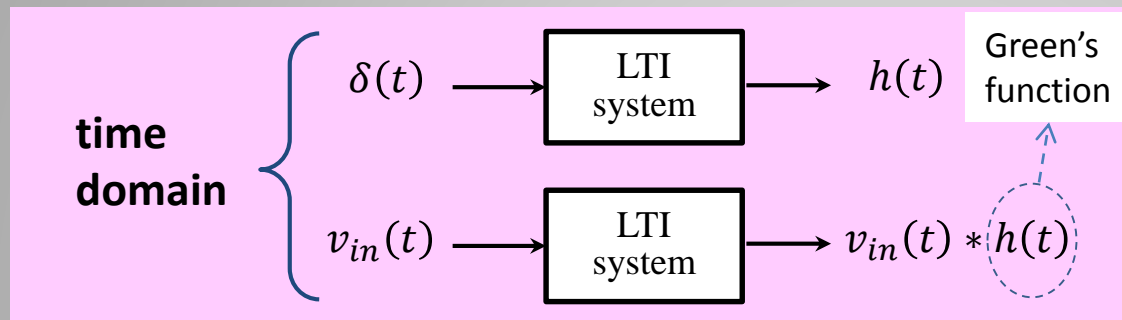 time
domain
δ(t)
LTI
system
h(t)
Green's
function
v_in(t)
LTI
system
v_in(t) ∗ h(t)